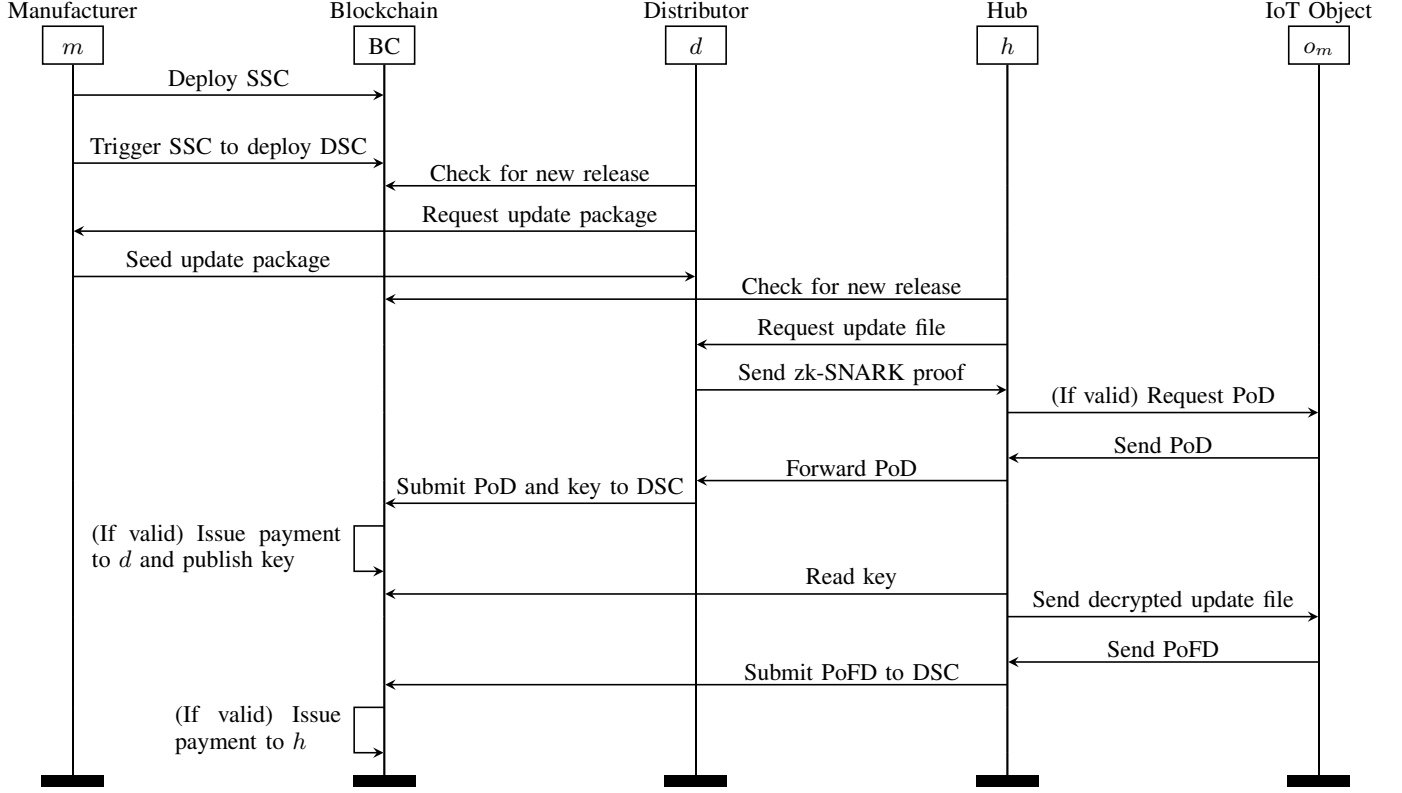 Manufacturer Blockchain Distributor Hub IoT Object
m BC d h oₘ
Deploy SSC
Trigger SSC to deploy DSC
Check for new release
Request update package
Seed update package
Check for new release
Request update file
Send zk-SNARK proof
(If valid) Request PoD
Send PoD
Forward PoD
Submit PoD and key to DSC
(If valid) Issue payment
to d and publish key
Read key
Send decrypted update file
Send PoFD
Submit PoFD to DSC
(If valid) Issue
payment to h